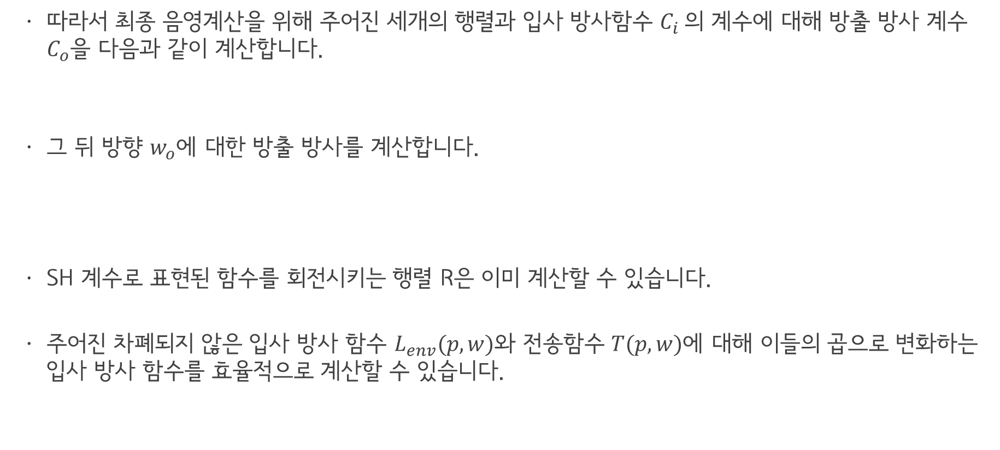 · 따라서 최종 음영계산을 위해 주어진 세개의 행렬과 입사 방사함수 𝐶ᵢ 의 계수에 대해 방출 방사 계수
𝐶ₒ을 다음과 같이 계산합니다.
· 그 뒤 방향 𝑤ₒ에 대한 방출 방사를 계산합니다.
· SH 계수로 표현된 함수를 회전시키는 행렬 R은 이미 계산할 수 있습니다.
· 주어진 차폐되지 않은 입사 방사 함수 𝐿ₑₙᵥ(𝑝, 𝑤)와 전송함수 𝑇(𝑝, 𝑤)에 대해 이들의 곱으로 변화하는
입사 방사 함수를 효율적으로 계산할 수 있습니다.